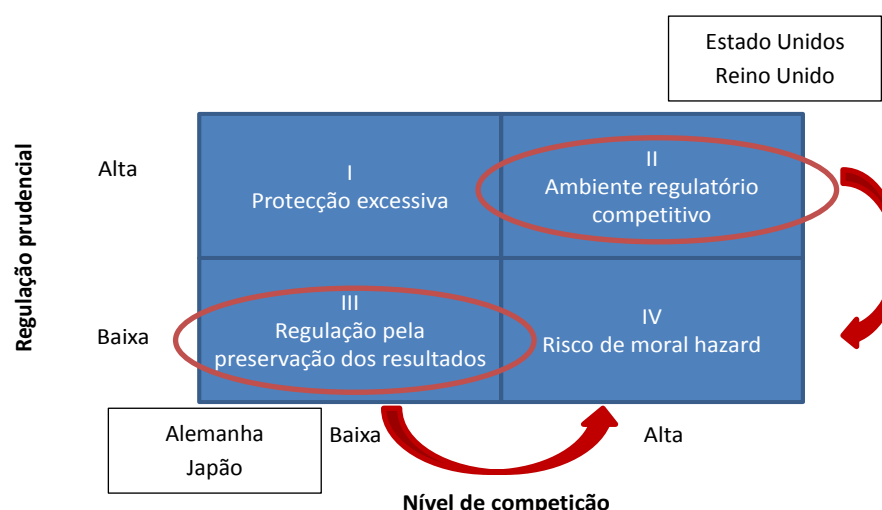 Estado Unidos
Reino Unido
Regulação prudencial
Alta
I
Protecção excessiva
II
Ambiente regulatório
competitivo
Baixa
III
Regulação pela
preservação dos resultados
IV
Risco de moral hazard
Alemanha
Japão
Baixa
Alta
Nível de competição